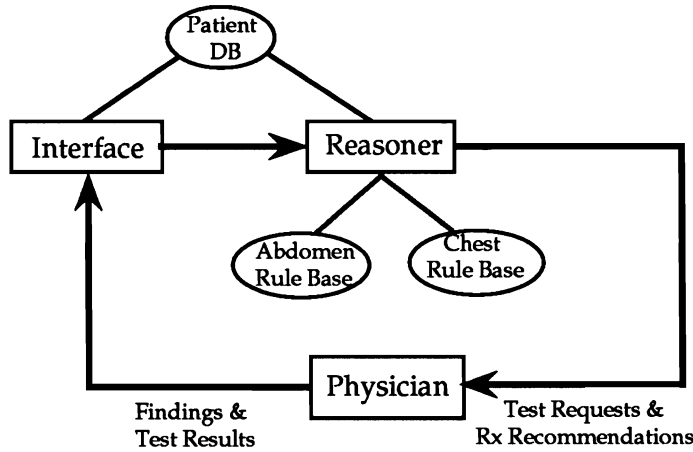 Patient
DB
Interface
Reasoner
Abdomen
Rule Base
Chest
Rule Base
Physician
Findings &
Test Results
Test Requests &
Rx Recommendations